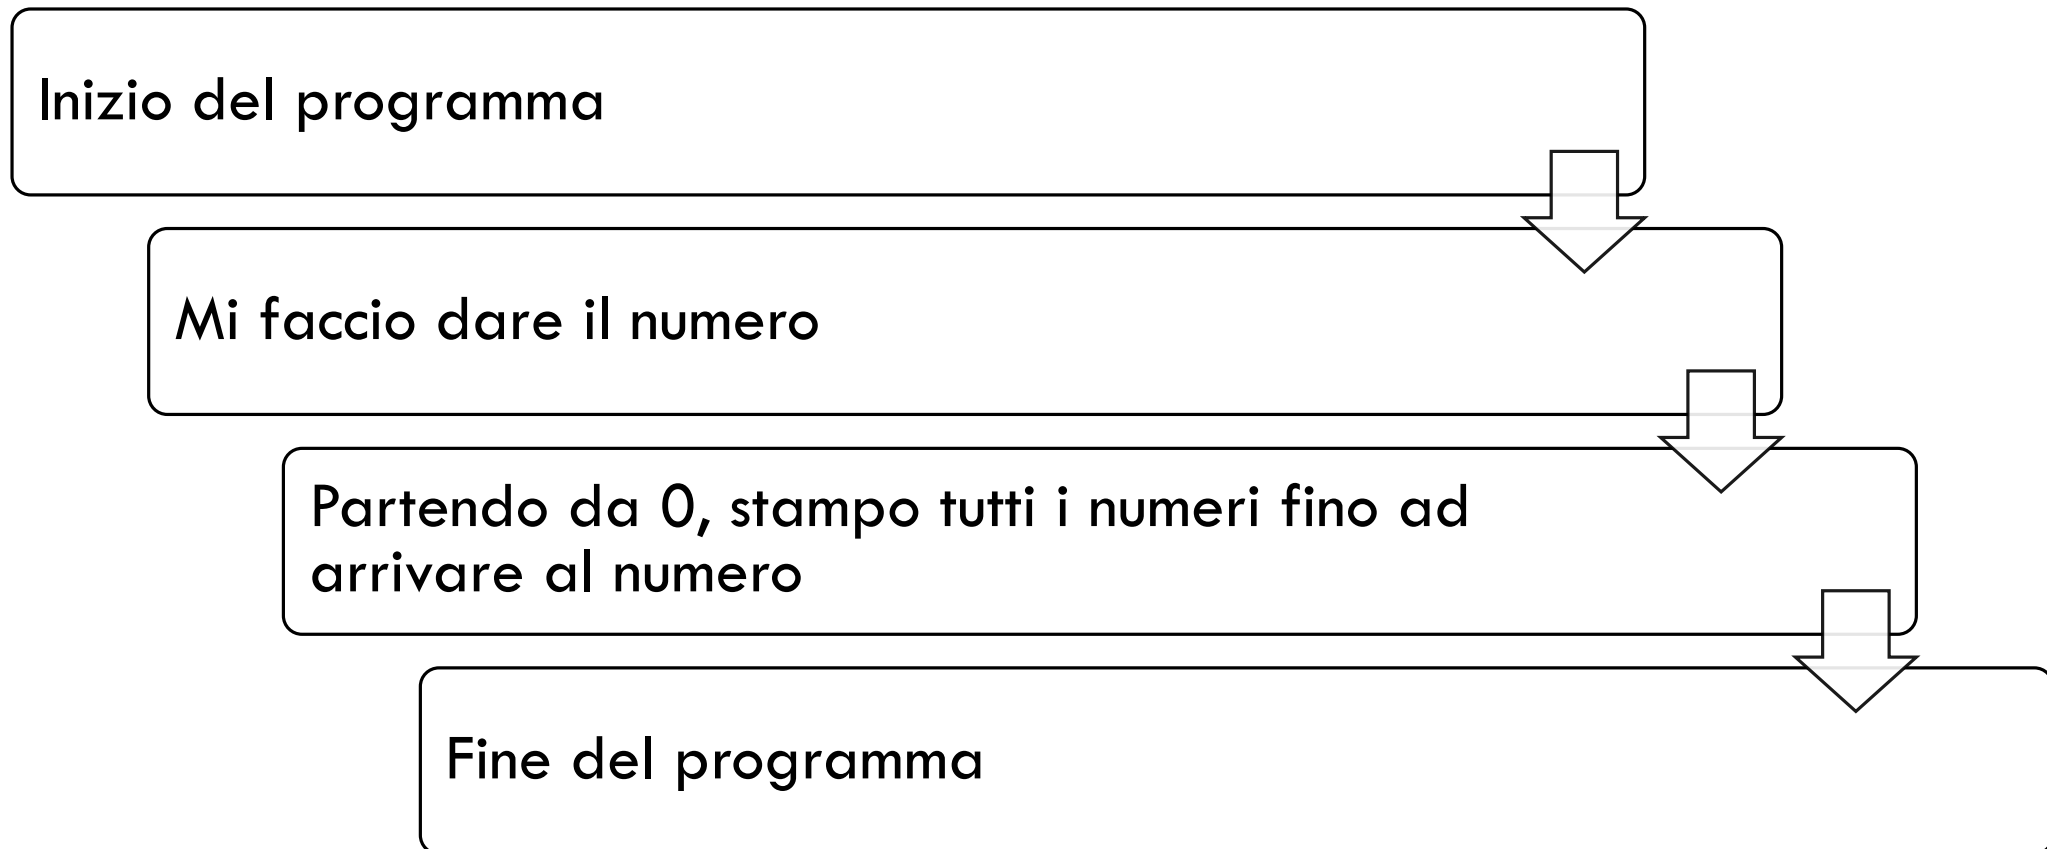 Inizio del programma
Mi faccio dare il numero
Partendo da 0, stampo tutti i numeri fino ad
arrivare al numero
Fine del programma